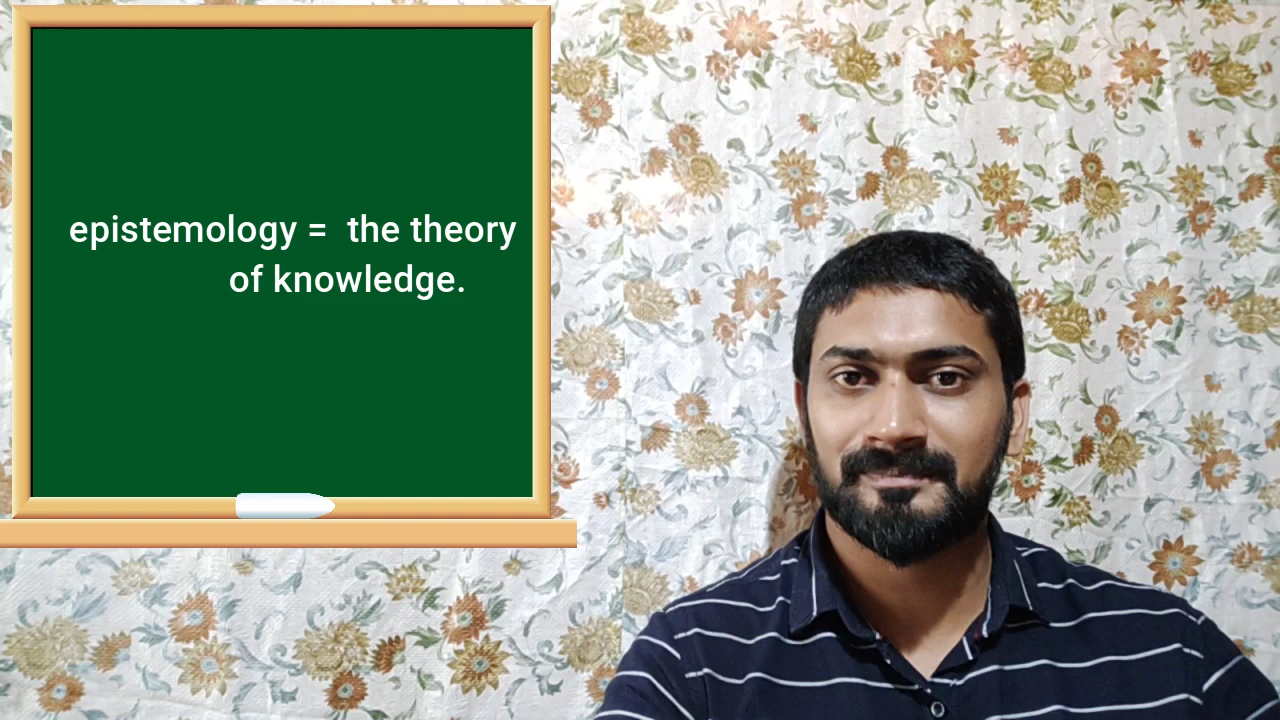 epistemology = the theory
of knowledge.